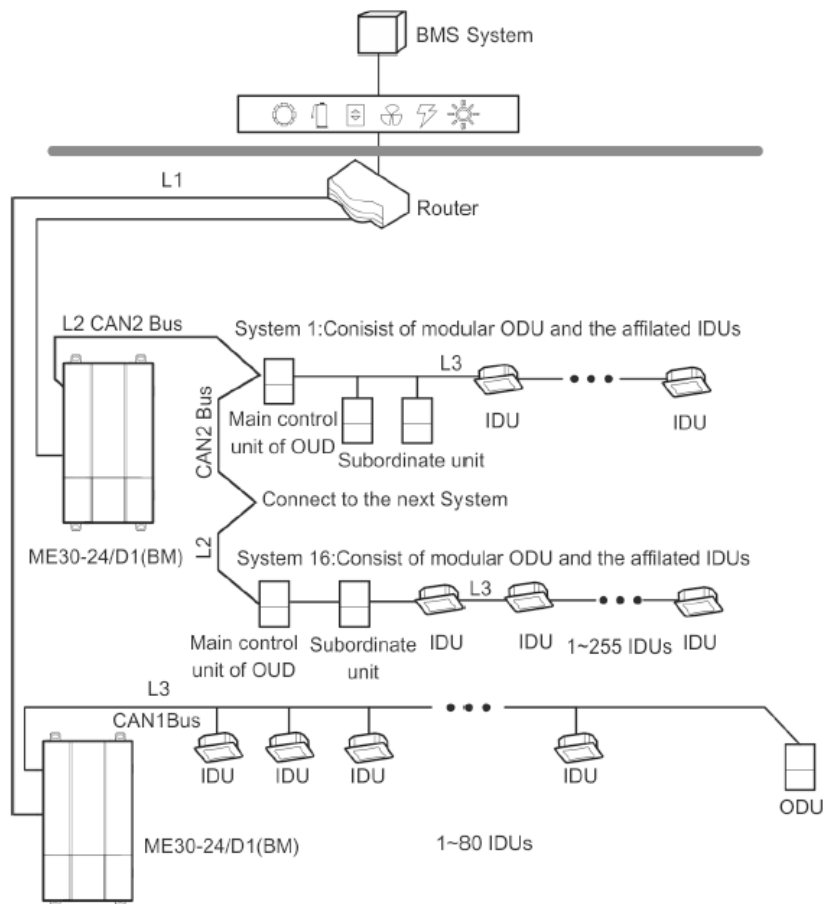 BMS System
L1
Router
L2 CAN2 Bus
System 1:Conisist of modular ODU and the affilated IDUs
L3
CAN2 Bus
Main control
unit of OUD
IDU
IDU
Subordinate unit
Connect to the next System
ME30-24/D1(BM)
L2
System 16:Consist of modular ODU and the affilated IDUs
L3
Main control
unit of OUD
Subordinate
unit
IDU
IDU
1~255 IDUs
IDU
L3
CAN1Bus
IDU
IDU
IDU
IDU
ODU
ME30-24/D1(BM)
1~80 IDUs